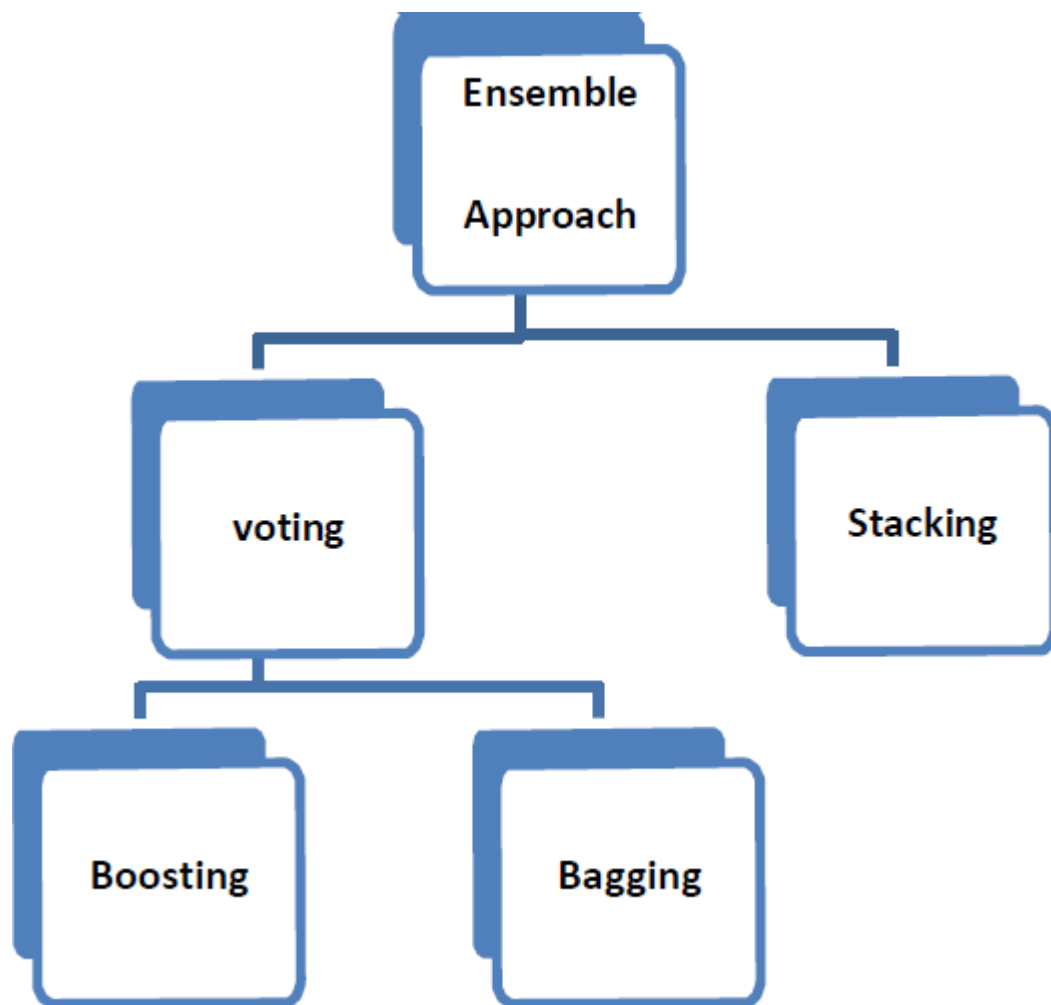 Ensemble
Approach
voting
Stacking
Boosting
Bagging